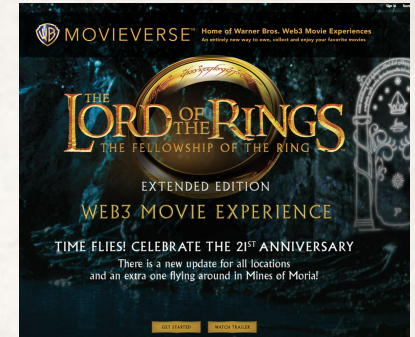 Sign in
WB MOVIEVERSE™ Home of Warner Bros. Web3 Movie Experiences
An entirely new way to own, collect and enjoy your favorite movies
THE
LORD OF THE RINGS
THE FELLOWSHIP OF THE RING
EXTENDED EDITION
WEB3 MOVIE EXPERIENCE
TIME FLIES! CELEBRATE THE 21ST ANNIVERSARY
There is a new update for all locations
and an extra one flying around in Mines of Moria!
GET STARTED WATCH TRAILER